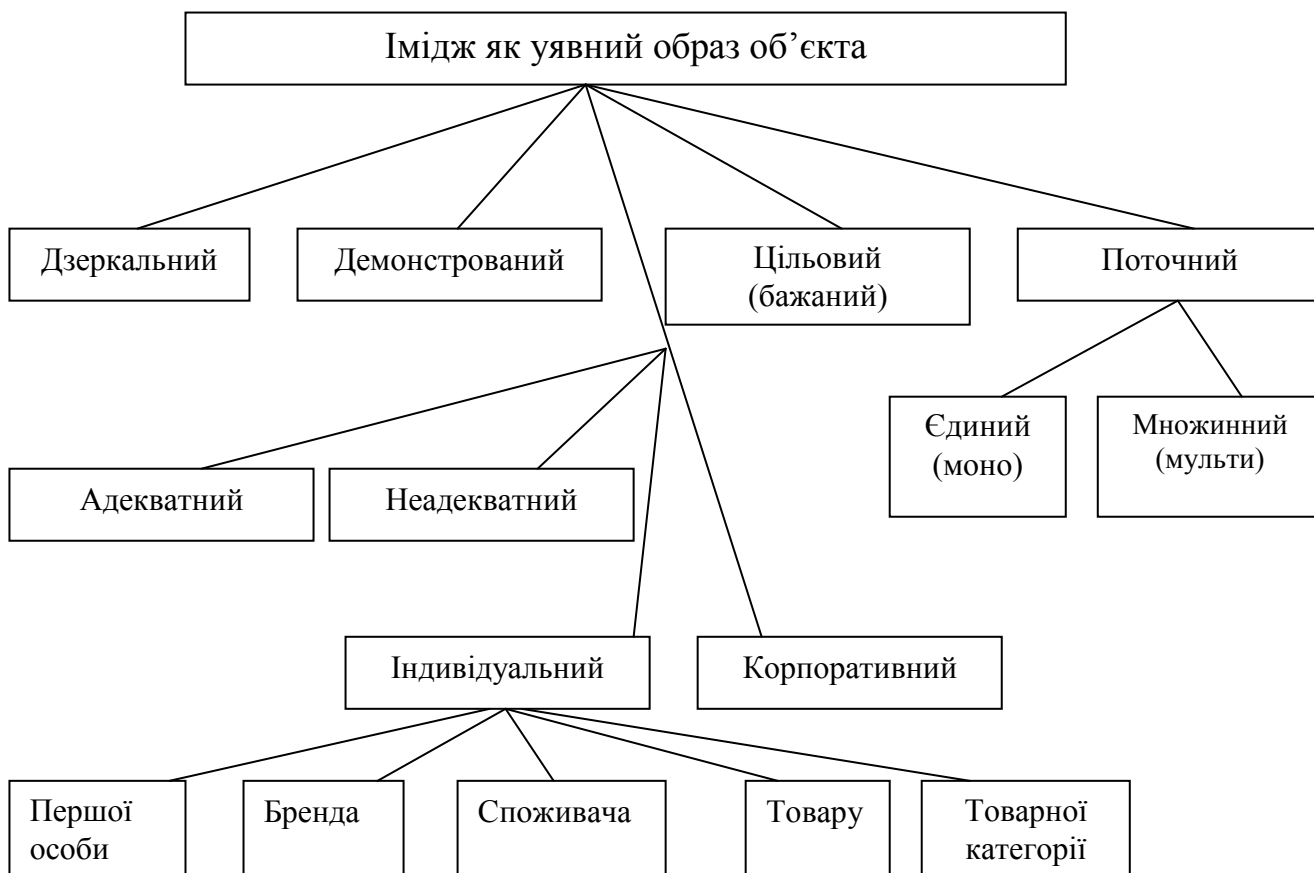 Імідж як уявний образ об’єкта
Дзеркальний
Демонстрований
Цільовий
(бажаний)
Поточний
Єдиний
(моно)
Множинний
(мульти)
Адекватний
Неадекватний
Індивідуальний
Корпоративний
Першої
особи
Бренда
Споживача
Товару
Товарної
категорії